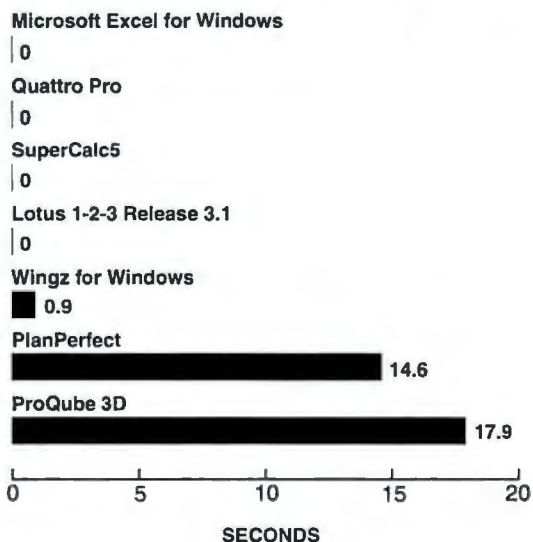 Microsoft Excel for Windows
0
Quattro Pro
0
SuperCalc5
0
Lotus 1-2-3 Release 3.1
0
Wingz for Windows
0.9
PlanPerfect
14.6
ProQube 3D
17.9
0 5 10 15 20
SECONDS